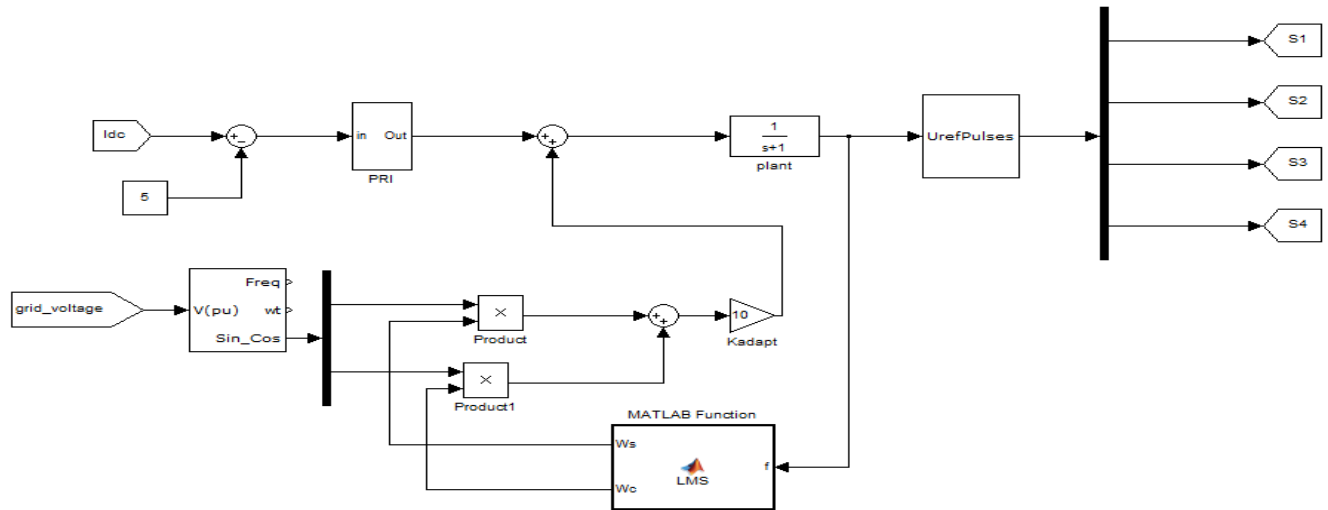 S1
S2
S3
S4
Idc
+
−
in Out
PRI
+
+
1
s+1
plant
UrefPulses
5
grid_voltage
Freq
V(pu) wt
Sin_Cos
×
Product
×
Product1
+
+
10
Kadapt
MATLAB Function
Ws
Wc
f
LMS